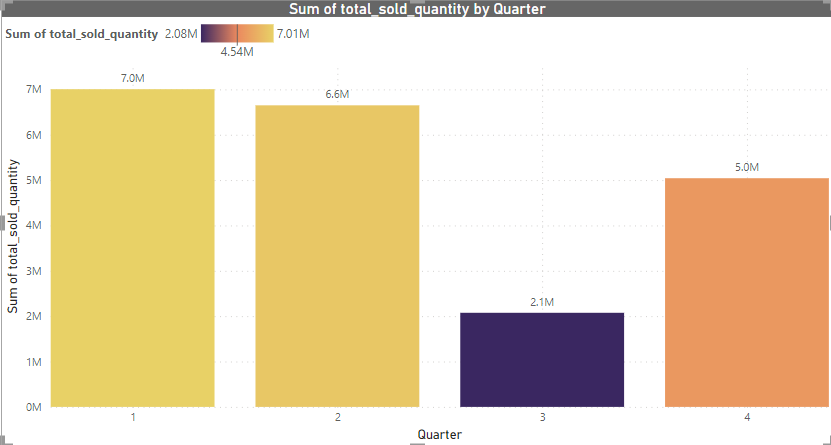 Sum of total_sold_quantity by Quarter
Sum of total_sold_quantity 2.08M 7.01M
4.54M
Sum of total_sold_quantity
7M
6M
5M
4M
3M
2M
1M
0M
7.0M
6.6M
2.1M
5.0M
1 2 3 4
Quarter